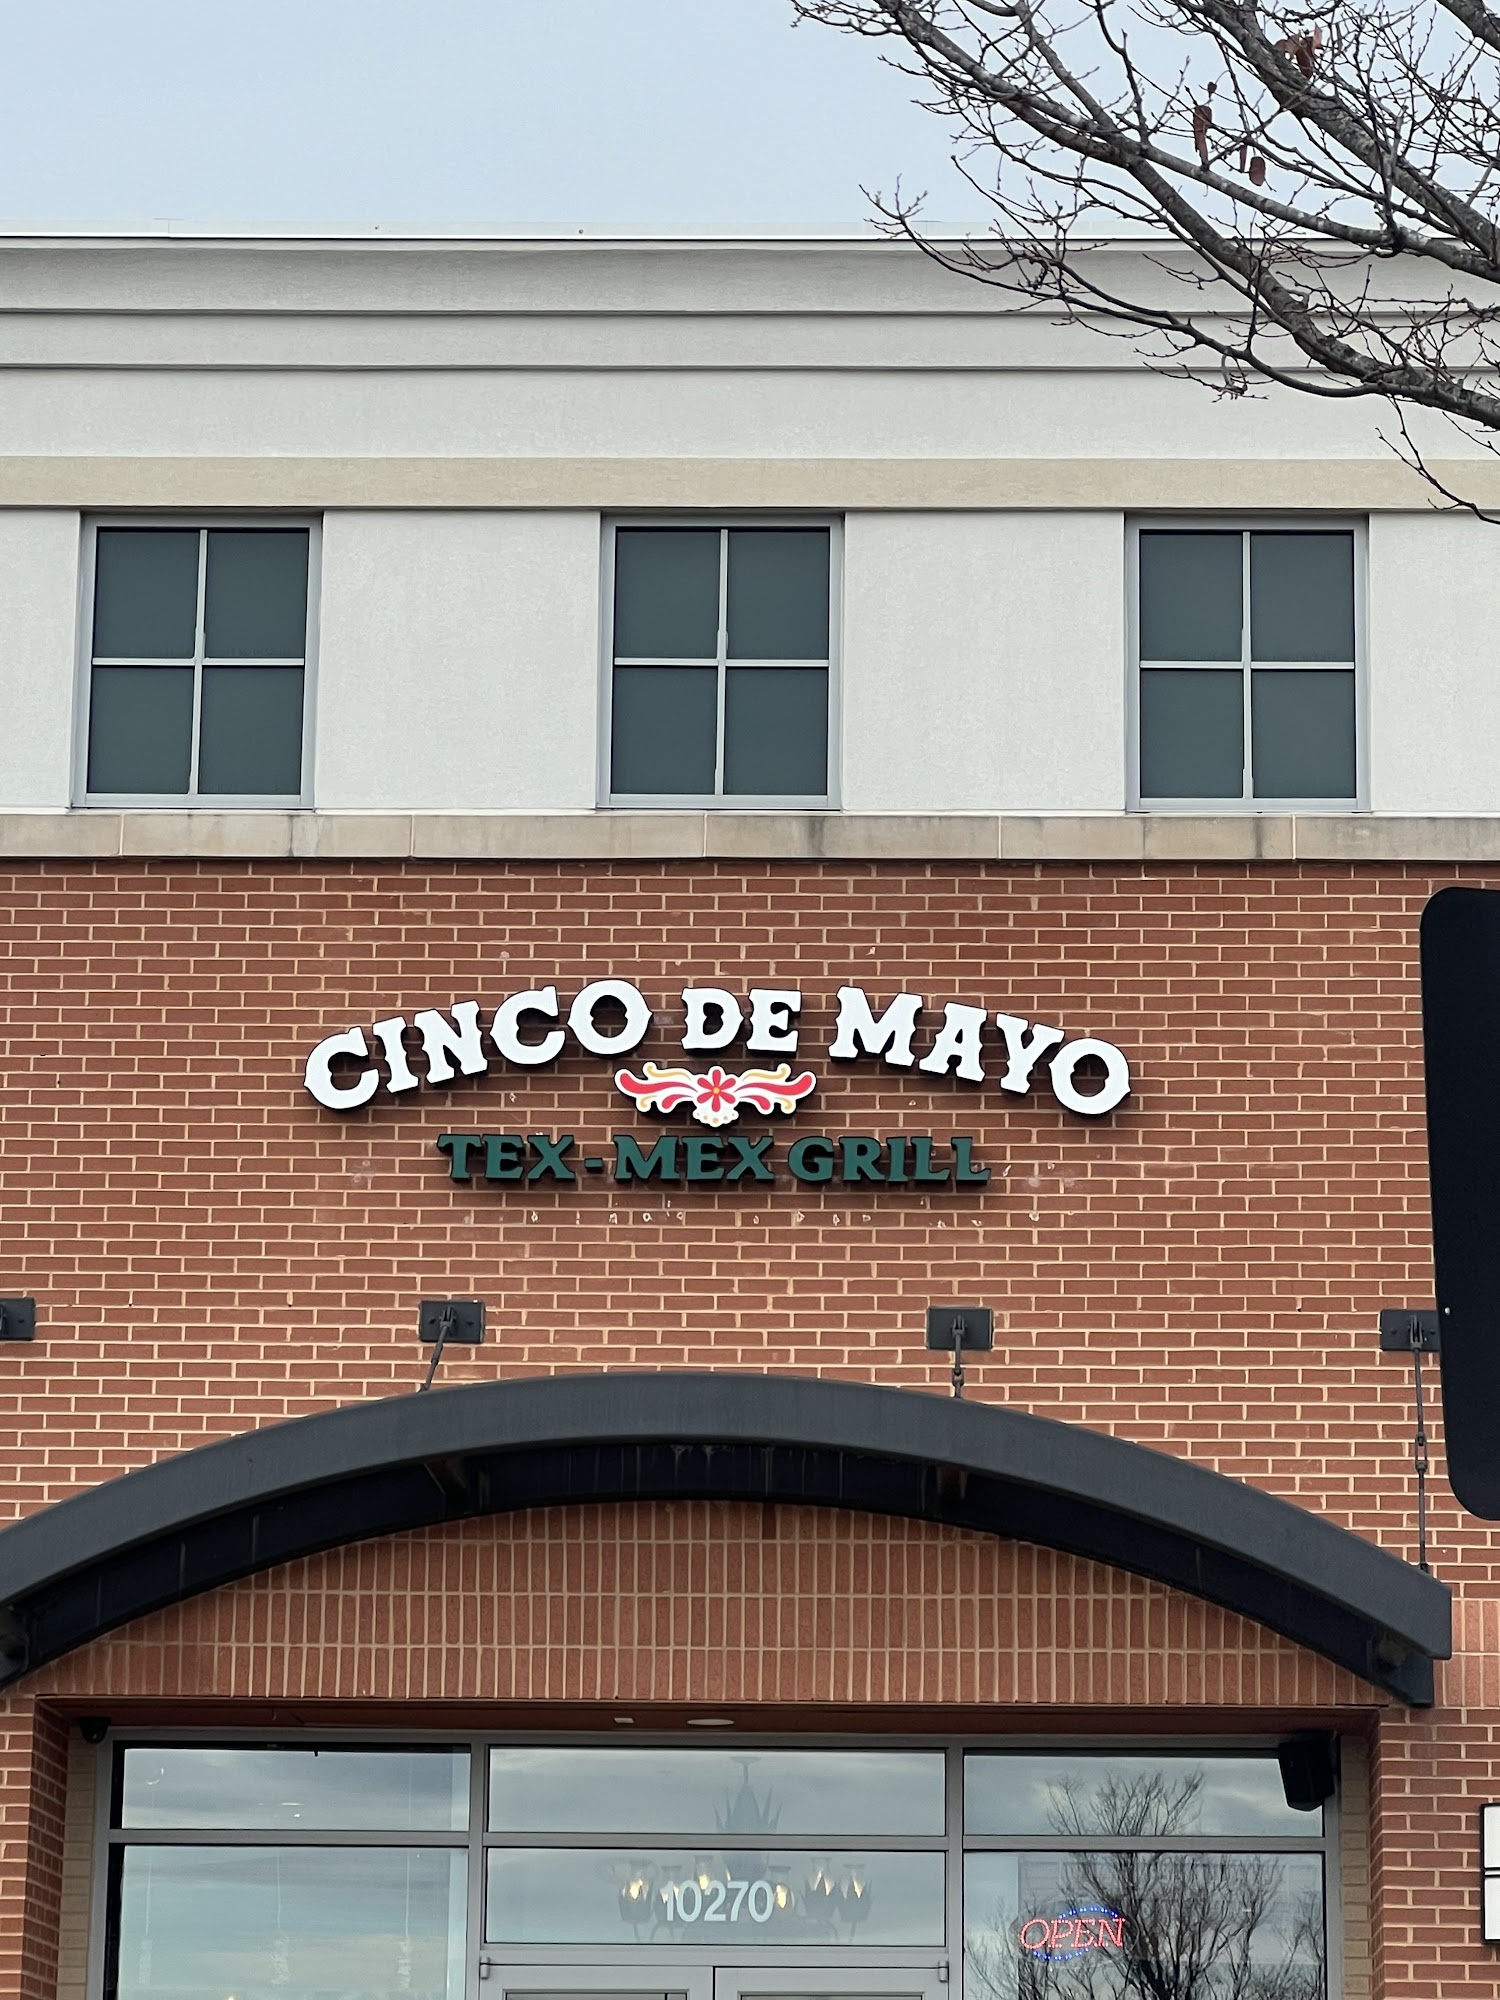 CINCO DE MAYO
TEX-MEX GRILL
10270
OPEN